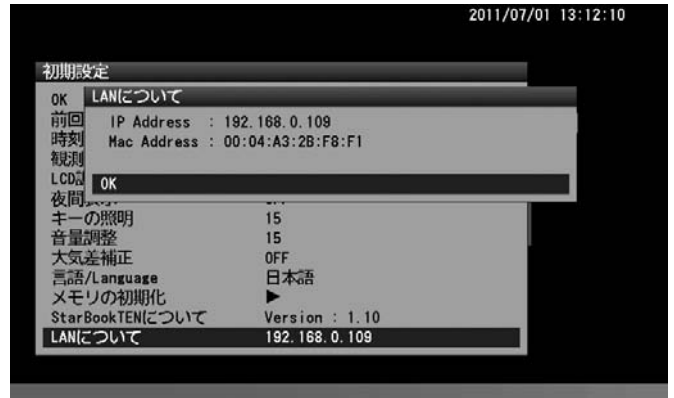 2011/07/01 13:12:10
初期設定
LANについて
OK
IP Address : 192.168.0.109
前回
Mac Address : 00:04:A3:2B:F8:F1
時刻
観測
OK
LCD
夜間
キーの照明 15
音量調整 15
大気差補正 OFF
言語/Language 日本語
メモリの初期化 ▶
StarBookTENについて Version : 1.10
LANについて 192.168.0.109